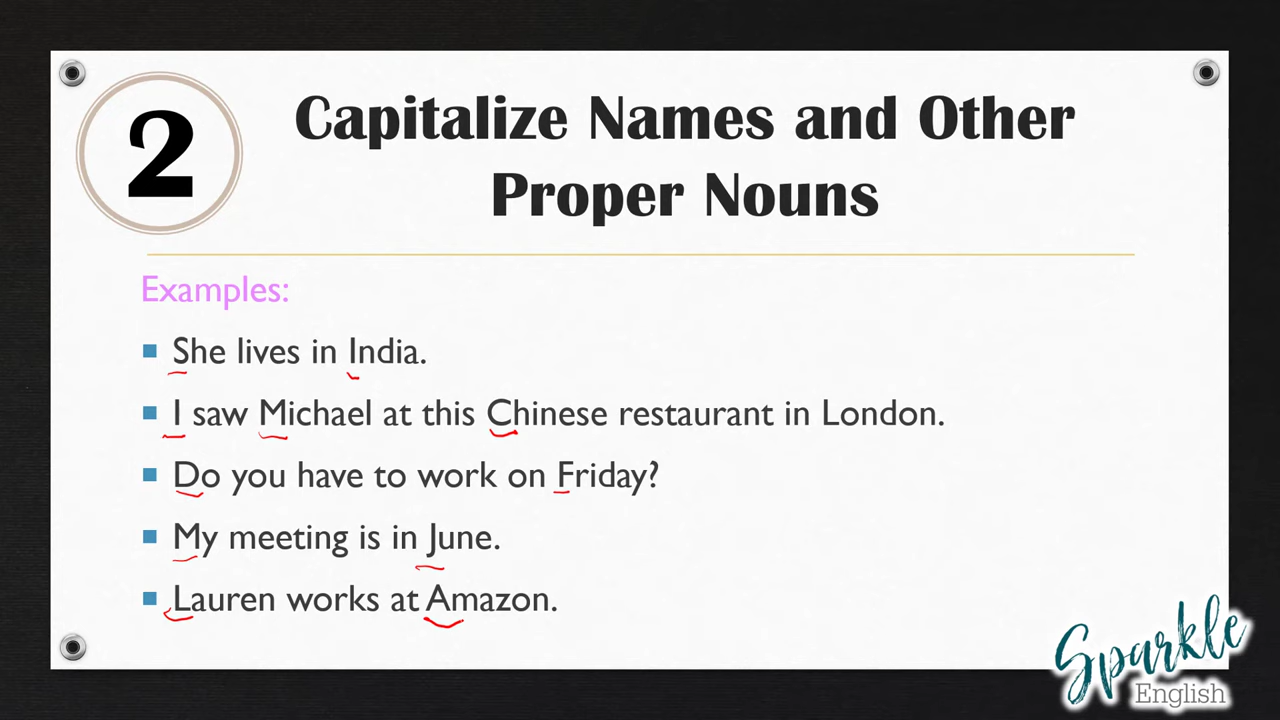 2
Capitalize Names and Other
Proper Nouns
Examples:
She lives in India.
I saw Michael at this Chinese restaurant in London.
Do you have to work on Friday?
My meeting is in June.
Lauren works at Amazon.
Sparkle
English